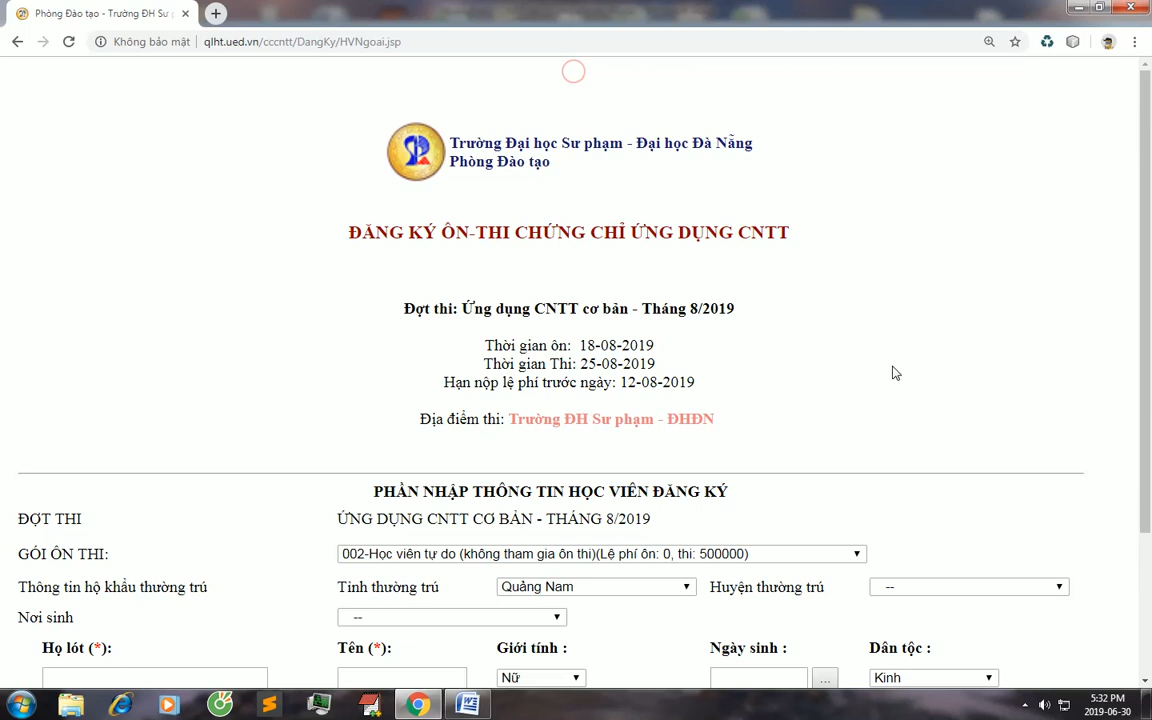 Phòng Đào tạo - Trường ĐH Sư
Không bảo mật
qlht.ued.vn/cccntt/DangKy/HVNgoai.jsp
Trường Đại học Sư phạm - Đại học Đà Nẵng
Phòng Đào tạo
ĐĂNG KÝ ÔN-THI CHỨNG CHỈ ỨNG DỤNG CNTT
Đợt thi: Ứng dụng CNTT cơ bản - Tháng 8/2019
Thời gian ôn: 18-08-2019
Thời gian Thi: 25-08-2019
Hạn nộp lệ phí trước ngày: 12-08-2019
Địa điểm thi: Trường ĐH Sư phạm - ĐHĐN
PHẦN NHẬP THÔNG TIN HỌC VIÊN ĐĂNG KÝ
ĐỢT THI ỨNG DỤNG CNTT CƠ BẢN - THÁNG 8/2019
GÓI ÔN THI: 002-Học viên tự do (không tham gia ôn thi)(Lệ phí ôn: 0, thi: 500000)
Thông tin hộ khẩu thường trú Tỉnh thường trú Quảng Nam Huyện thường trú --
Nơi sinh --
Họ lót (*): Tên (*): Giới tính : Ngày sinh : Dân tộc :
Nữ ... Kinh
5:32 PM
2019-06-30